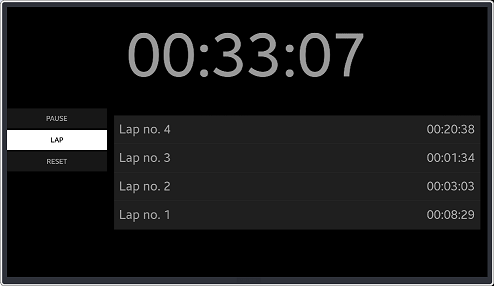 00:33:07
PAUSE
LAP
RESET
Lap no. 4 00:20:38
Lap no. 3 00:01:34
Lap no. 2 00:03:03
Lap no. 1 00:08:29